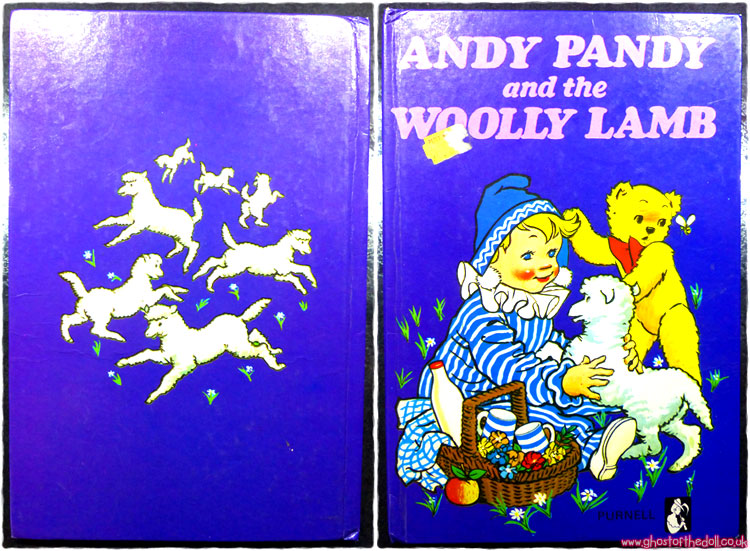 ANDY PANDY
and the
WOOLLY LAMB
PURNELL
www.ghostofthedoll.co.uk